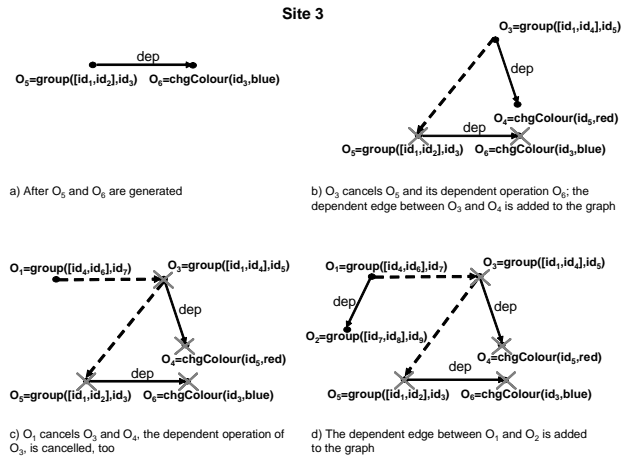 Site 3
dep
O₅=group([id₁,id₂],id₃) O₆=chgColour(id₃,blue)
a) After O₅ and O₆ are generated
O₃=group([id₁,id₄],id₅)
dep
O₄=chgColour(id₅,red)
dep
O₅=group([id₁,id₂],id₃) O₆=chgColour(id₃,blue)
b) O₃ cancels O₅ and its dependent operation O₆; the
dependent edge between O₃ and O₄ is added to the graph
O₁=group([id₄,id₆],id₇)
O₃=group([id₁,id₄],id₅)
dep
O₄=chgColour(id₅,red)
dep
O₅=group([id₁,id₂],id₃) O₆=chgColour(id₃,blue)
c) O₁ cancels O₃ and O₄, the dependent operation of
O₃, is cancelled, too
O₁=group([id₄,id₆],id₇)
O₃=group([id₁,id₄],id₅)
dep
dep
O₂=group([id₇,id₈],id₉)
O₄=chgColour(id₅,red)
dep
O₅=group([id₁,id₂],id₃) O₆=chgColour(id₃,blue)
d) The dependent edge between O₁ and O₂ is added
to the graph